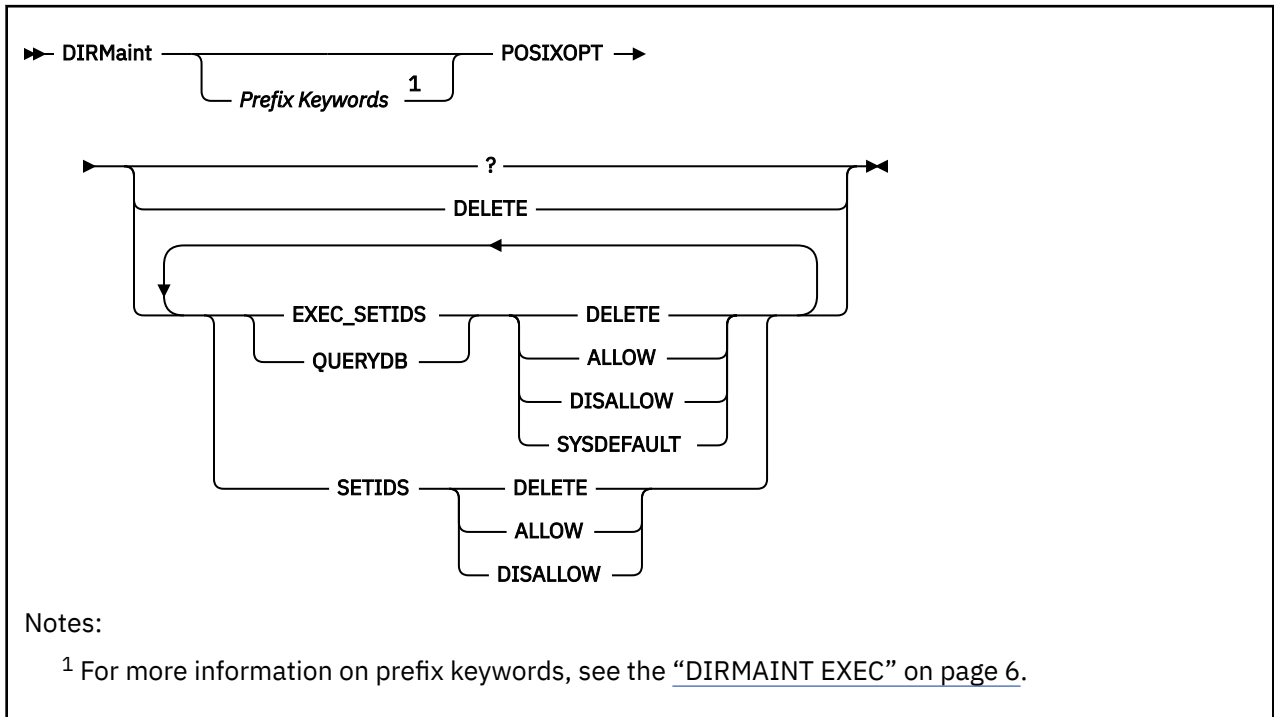 DIRMaint POSIXOPT
Prefix Keywords 1
?
DELETE
EXEC_SETIDS DELETE
QUERYDB ALLOW
DISALLOW
SYSDEFAULT
SETIDS DELETE
ALLOW
DISALLOW
Notes:
1 For more information on prefix keywords, see the “DIRMAINT EXEC” on page 6.